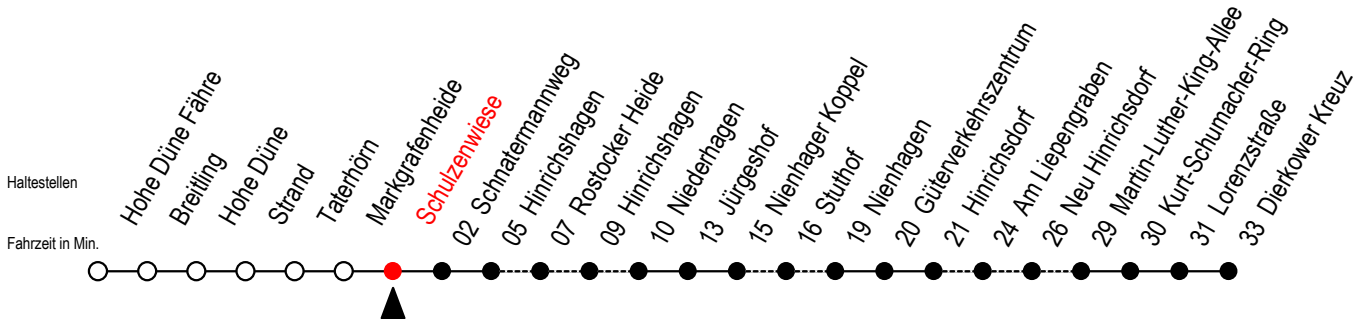 Haltestellen
Fahrzeit in Min.
Hohe Düne Fähre
Breitling
Hohe Düne
Strand
Taterhörn
Markgrafenheide
Schulzenwiese
02 Schnatermannweg
05 Hinrichshagen
07 Rostocker Heide
09 Hinrichshagen
10 Niederhagen
13 Jürgeshof
15 Nienhager Koppel
16 Stuthof
19 Nienhagen
20 Güterverkehrszentrum
21 Hinrichsdorf
24 Am Liepengraben
26 Neu Hinrichsdorf
29 Martin-Luther-King-Allee
30 Kurt-Schumacher-Ring
31 Lorenzstraße
33 Dierkower Kreuz